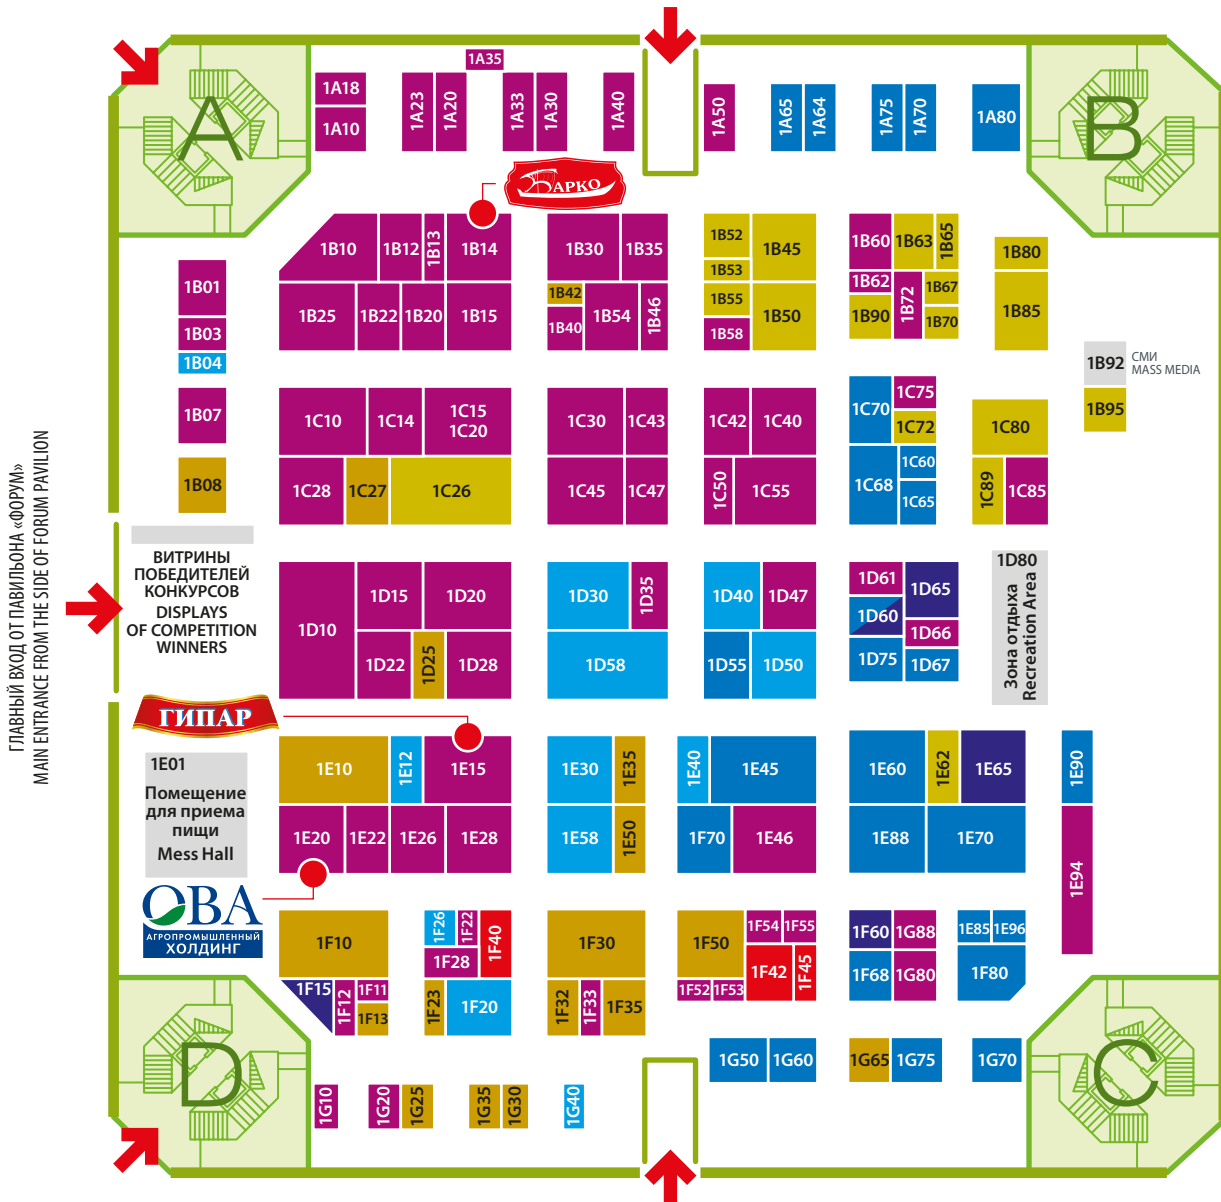 1A35
1A18
1A10
1A23
1A20
1A33
1A30
1A40
1A50
1A65
1A64
1A75
1A70
1A80
A
B
БАРКО
1B10
1B12
1B13
1B14
1B30
1B35
1B52
1B53
1B45
1B60
1B63
1B65
1B80
1B01
1B03
1B04
1B07
1B08
1B25
1B22
1B20
1B15
1B42
1B40
1B54
1B46
1B55
1B58
1B50
1B62
1B90
1B72
1B67
1B70
1B85
1B92
СМИ
MASS MEDIA
1B95
1C10
1C14
1C15
1C20
1C30
1C43
1C42
1C40
1C70
1C75
1C72
1C80
1C28
1C27
1C26
1C45
1C47
1C50
1C55
1C68
1C60
1C65
1C89
1C85
ГЛАВНЫЙ ВХОД ОТ ПАВИЛЬОНА «ФОРУМ»
MAIN ENTRANCE FROM THE SIDE OF FORUM PAVILION
ВИТРИНЫ
ПОБЕДИТЕЛЕЙ
КОНКУРСОВ
DISPLAYS
OF COMPETITION
WINNERS
1D10
1D15
1D20
1D22
1D25
1D28
1D30
1D35
1D58
1D40
1D47
1D55
1D50
1D61
1D65
1D60
1D66
1D75
1D67
1D80
Зона отдыха
Recreation Area
ГИПАР
1E01
Помещение
для приема
пищи
Mess Hall
1E10
1E12
1E15
1E20
1E22
1E26
1E28
1E30
1E35
1E58
1E50
1E40
1E45
1F70
1E46
1E60
1E62
1E65
1E88
1E70
1E90
1E94
ОВА
АГРОПРОМЫШЛЕННЫЙ
ХОЛДИНГ
1F10
1F26
1F22
1F40
1F28
1F30
1F50
1F54
1F55
1F42
1F45
1F52
1F53
1F60
1G88
1F68
1G80
1E85
1E96
1F80
1F15
1F12
1F11
1F13
1F23
1F20
1F32
1F33
1F35
1G50
1G60
1G65
1G75
1G70
D
C
1G10
1G20
1G25
1G35
1G30
1G40